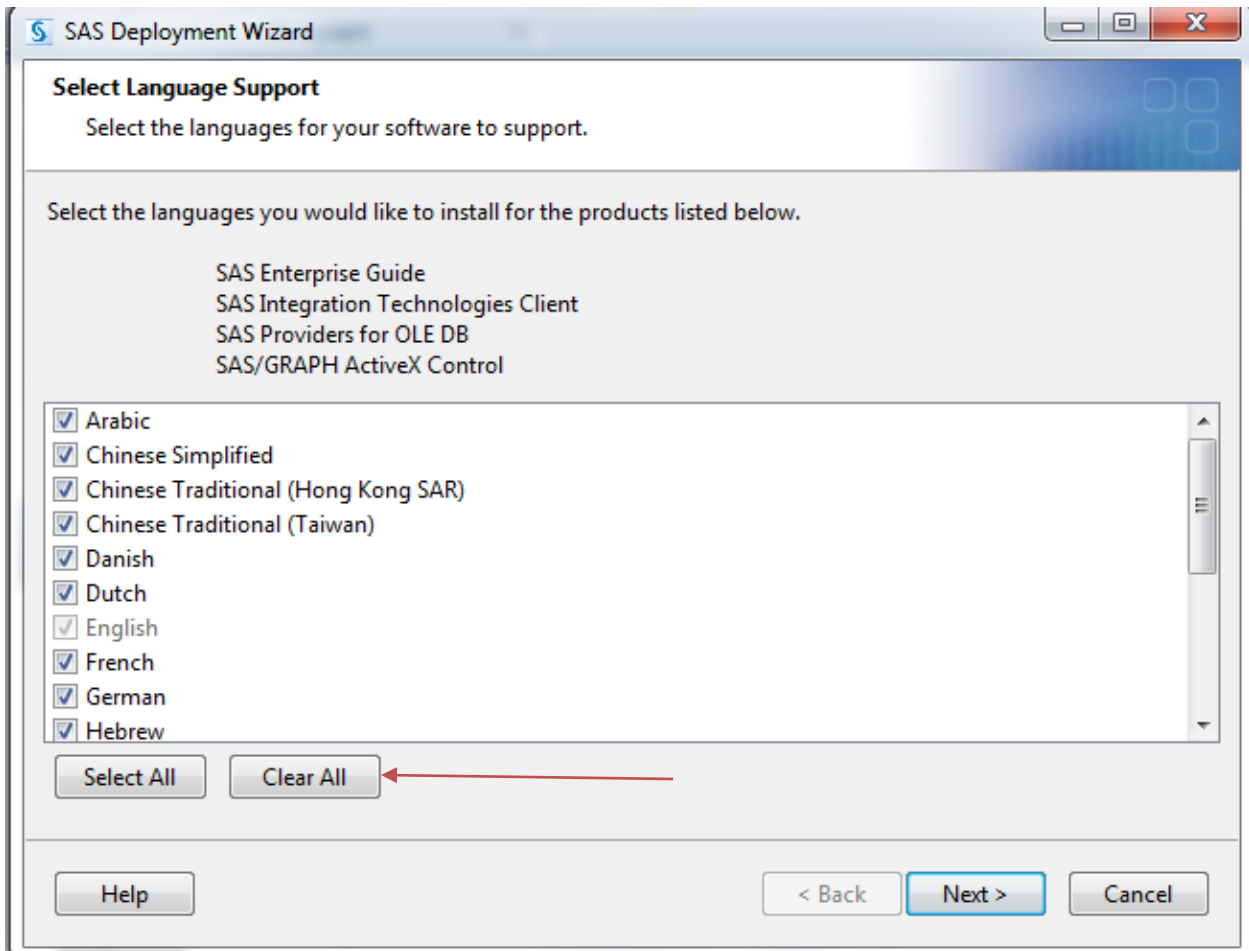 SAS Deployment Wizard
Select Language Support
Select the languages for your software to support.
Select the languages you would like to install for the products listed below.
SAS Enterprise Guide
SAS Integration Technologies Client
SAS Providers for OLE DB
SAS/GRAPH ActiveX Control
Arabic
Chinese Simplified
Chinese Traditional (Hong Kong SAR)
Chinese Traditional (Taiwan)
Danish
Dutch
English
French
German
Hebrew
Select All Clear All
Help < Back Next > Cancel